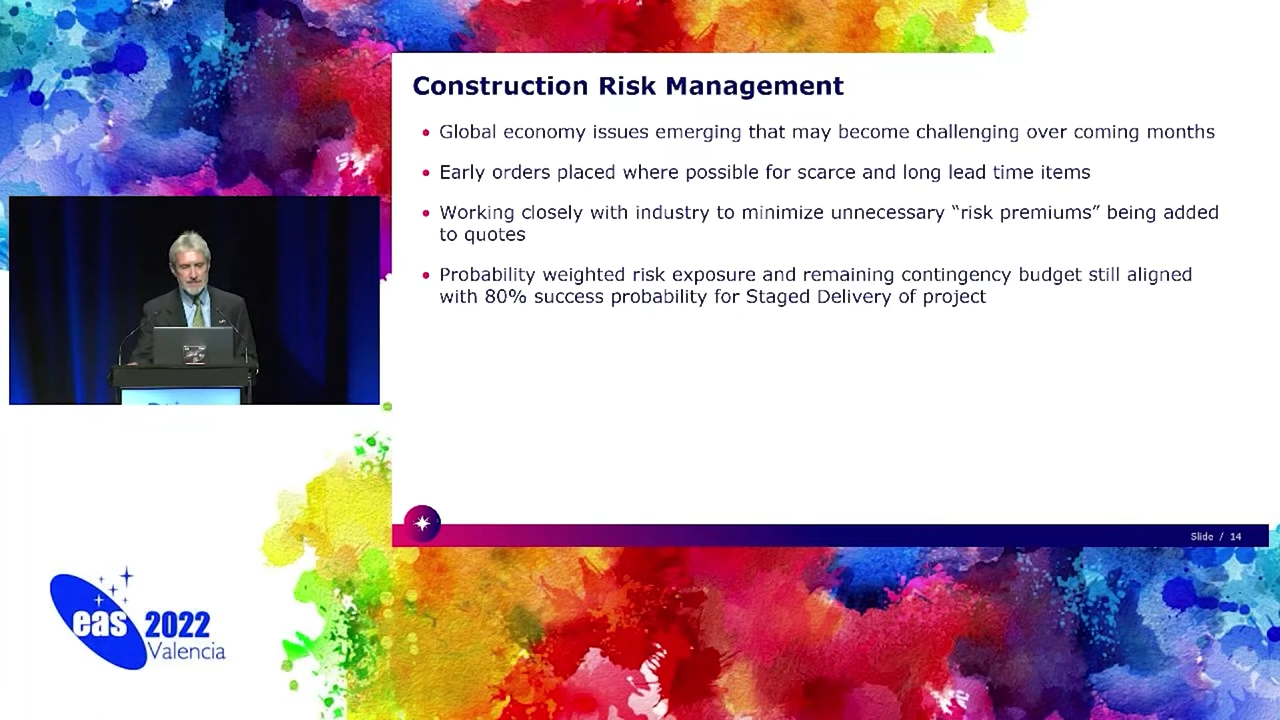 Construction Risk Management
• Global economy issues emerging that may become challenging over coming months
• Early orders placed where possible for scarce and long lead time items
• Working closely with industry to minimize unnecessary “risk premiums” being added
to quotes
• Probability weighted risk exposure and remaining contingency budget still aligned
with 80% success probability for Staged Delivery of project
Slide / 14
eas 2022
Valencia